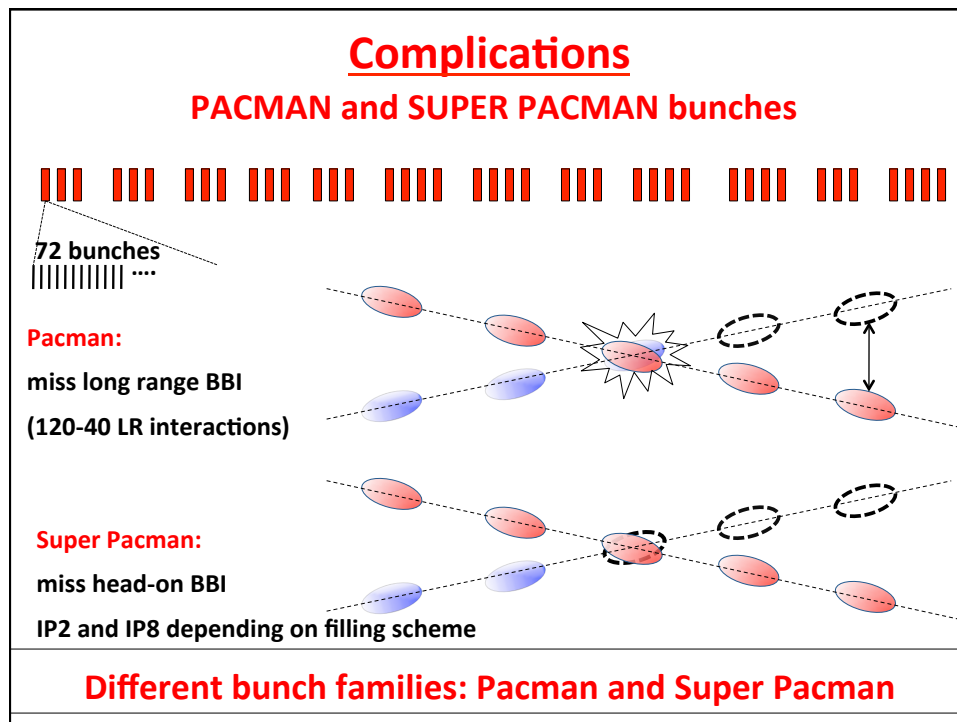 Complications
PACMAN and SUPER PACMAN bunches
72 bunches
....
Pacman:
miss long range BBI
(120-40 LR interactions)
Super Pacman:
miss head-on BBI
IP2 and IP8 depending on filling scheme
Different bunch families: Pacman and Super Pacman